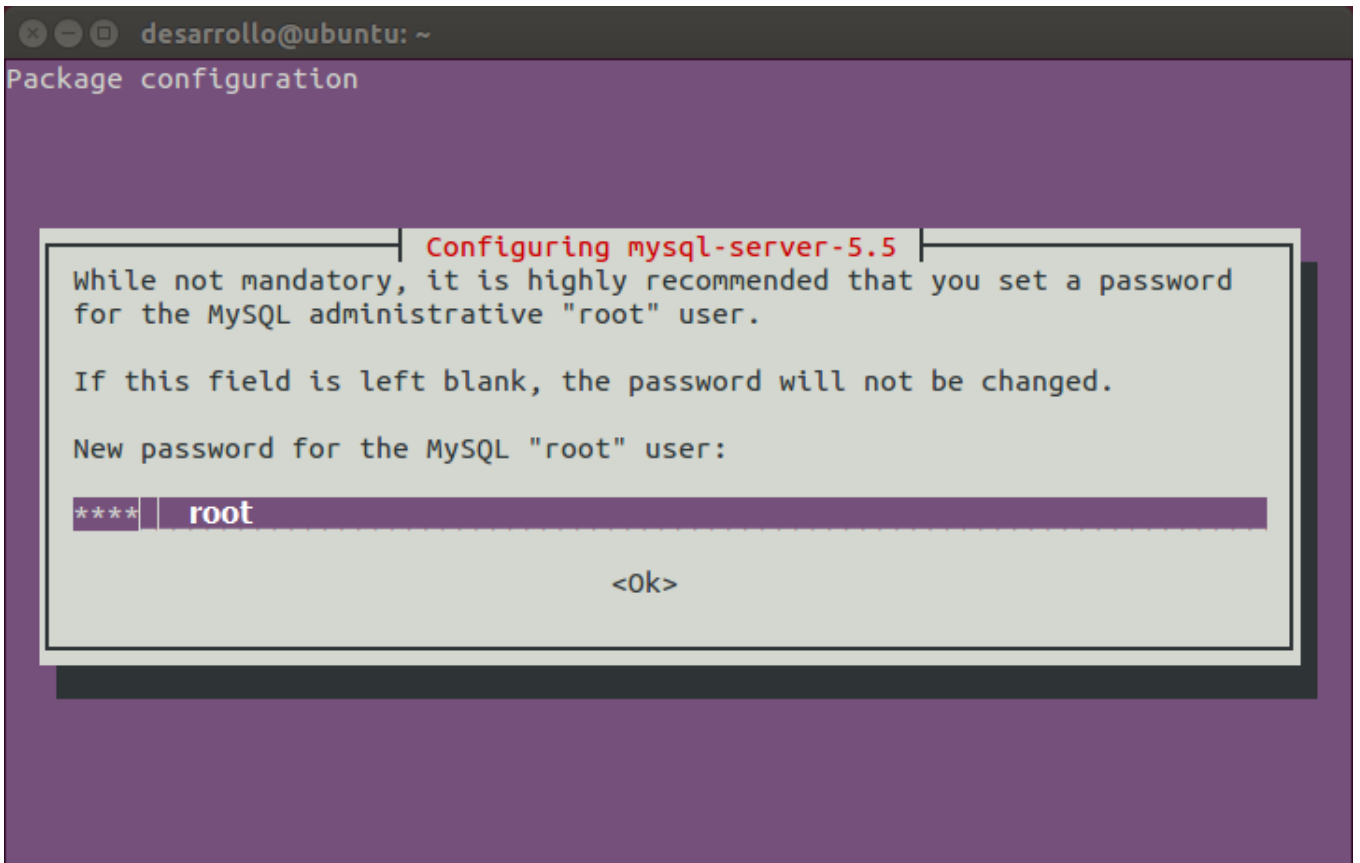 desarrollo@ubuntu: ~
Package configuration
Configuring mysql-server-5.5
While not mandatory, it is highly recommended that you set a password
for the MySQL administrative "root" user.
If this field is left blank, the password will not be changed.
New password for the MySQL "root" user:
**** root
<Ok>